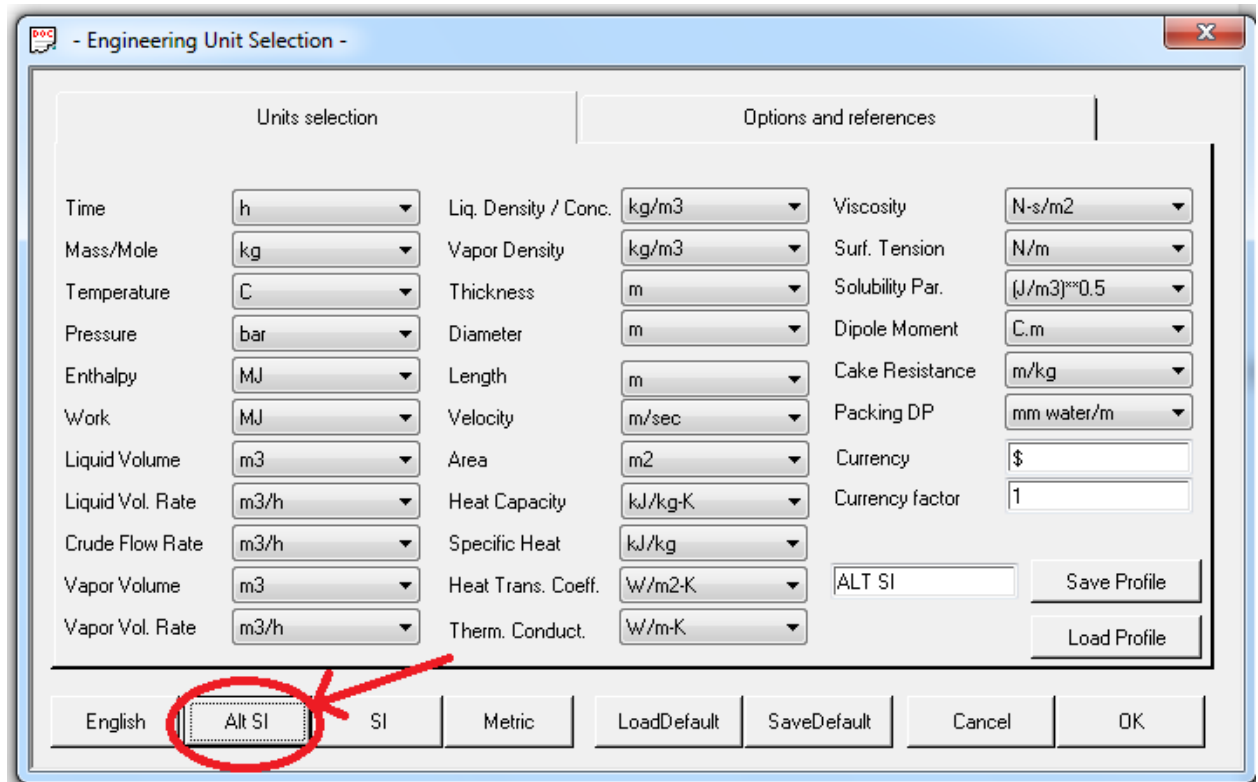 DOC
- Engineering Unit Selection -
Units selection
Options and references
Time
h
Mass/Mole
kg
Temperature
C
Pressure
bar
Enthalpy
MJ
Work
MJ
Liquid Volume
m3
Liquid Vol. Rate
m3/h
Crude Flow Rate
m3/h
Vapor Volume
m3
Vapor Vol. Rate
m3/h
Liq. Density / Conc.
kg/m3
Vapor Density
kg/m3
Thickness
m
Diameter
m
Length
m
Velocity
m/sec
Area
m2
Heat Capacity
kJ/kg-K
Specific Heat
kJ/kg
Heat Trans. Coeff.
W/m2-K
Therm. Conduct.
W/m-K
Viscosity
N-s/m2
Surf. Tension
N/m
Solubility Par.
(J/m3)**0.5
Dipole Moment
C.m
Cake Resistance
m/kg
Packing DP
mm water/m
Currency
$
Currency factor
1
ALT SI
Save Profile
Load Profile
English
Alt SI
SI
Metric
LoadDefault
SaveDefault
Cancel
OK